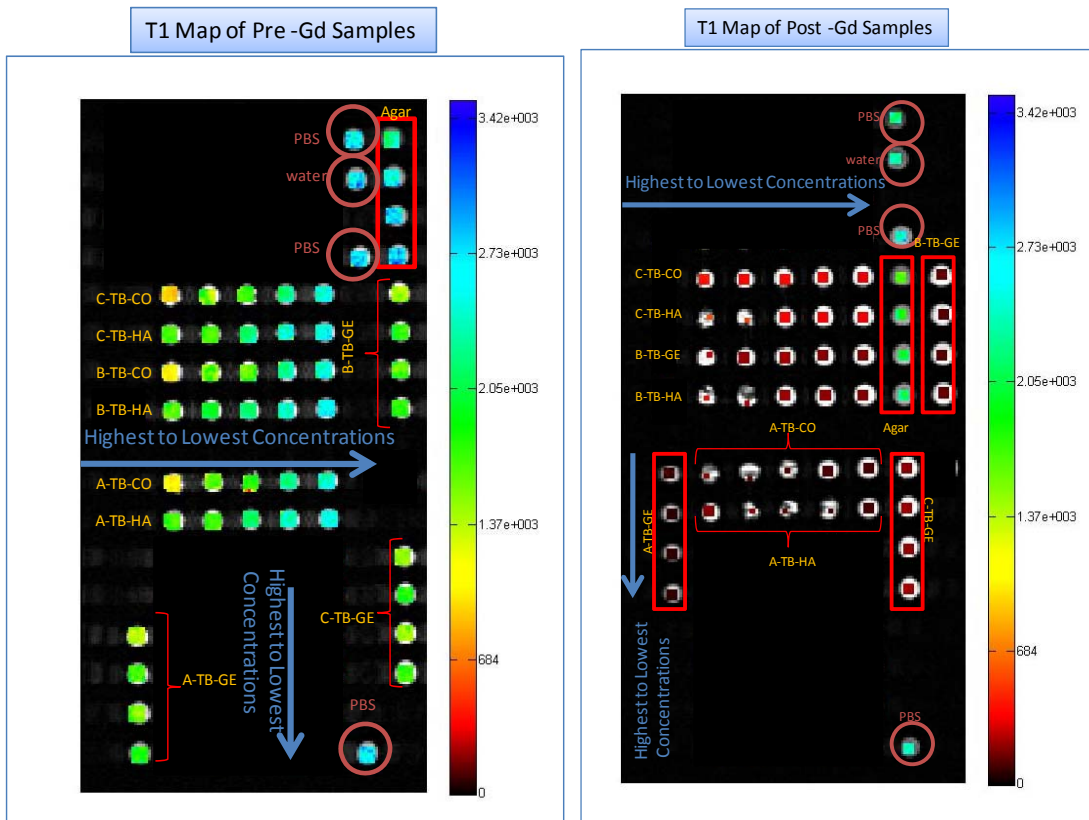 T1 Map of Pre -Gd Samples
Agar
PBS
water
PBS
C-TB-CO
C-TB-HA
B-TB-CO
B-TB-HA
B-TB-GE
Highest to Lowest Concentrations
A-TB-CO
A-TB-HA
C-TB-GE
Highest to Lowest
Concentrations
A-TB-GE
PBS
3.42e+003
2.73e+003
2.05e+003
1.37e+003
684
0
T1 Map of Post -Gd Samples
PBS
water
Highest to Lowest Concentrations
PBS
B-TB-GE
C-TB-CO
C-TB-HA
B-TB-GE
B-TB-HA
A-TB-CO
Agar
A-TB-GE
C-TB-GE
A-TB-HA
Highest to Lowest
Concentrations
PBS
3.42e+003
2.73e+003
2.05e+003
1.37e+003
684
0